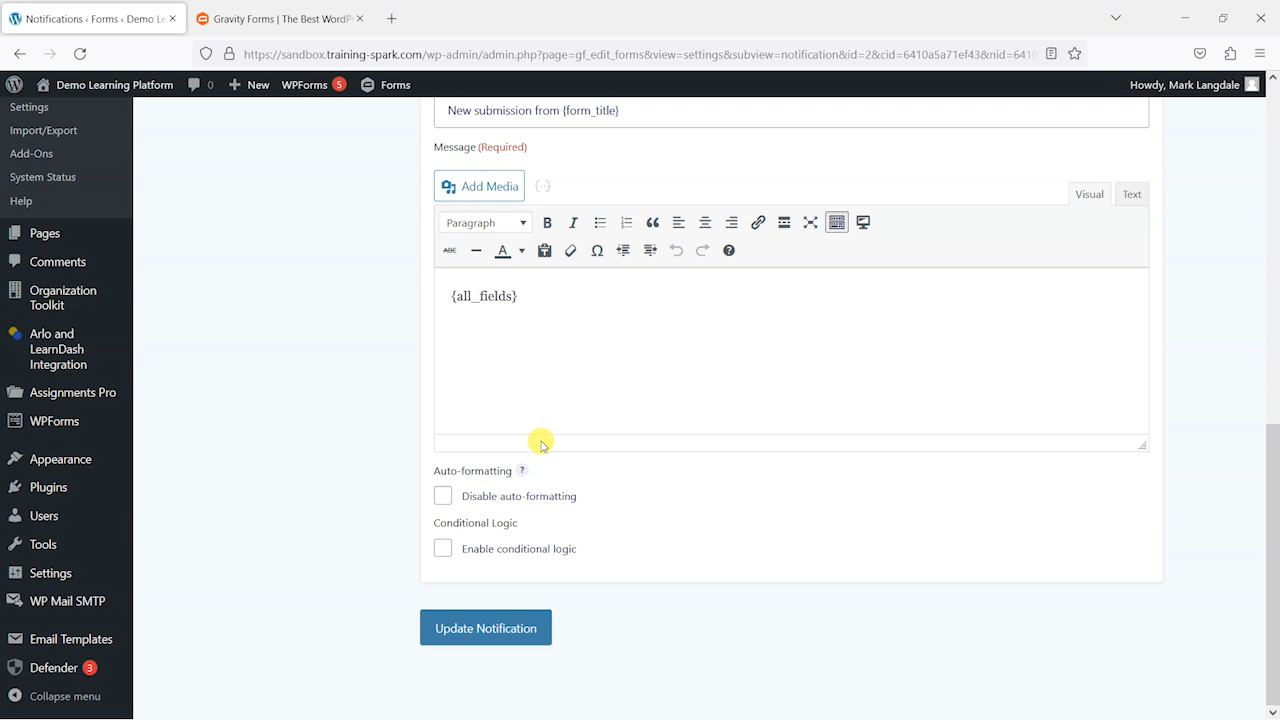 Notifications ‹ Forms ‹ Demo Le
Gravity Forms | The Best WordPr
https://sandbox.training-spark.com/wp-admin/admin.php?page=gf_edit_forms&view=settings&subview=notification&id=2&cid=6410a5a71ef43&nid=6410
Demo Learning Platform
0
New
WPForms 5
Forms
Howdy, Mark Langdale
Settings
Import/Export
Add-Ons
System Status
Help
Pages
Comments
Organization
Toolkit
Arlo and
LearnDash
Integration
Assignments Pro
WPForms
Appearance
Plugins
Users
Tools
Settings
WP Mail SMTP
Email Templates
Defender 3
Collapse menu
New submission from {form_title}
Message (Required)
Add Media
{··}
Visual
Text
Paragraph
B
I
ABC
A
Ω
?
{all_fields}
Auto-formatting ?
Disable auto-formatting
Conditional Logic
Enable conditional logic
Update Notification